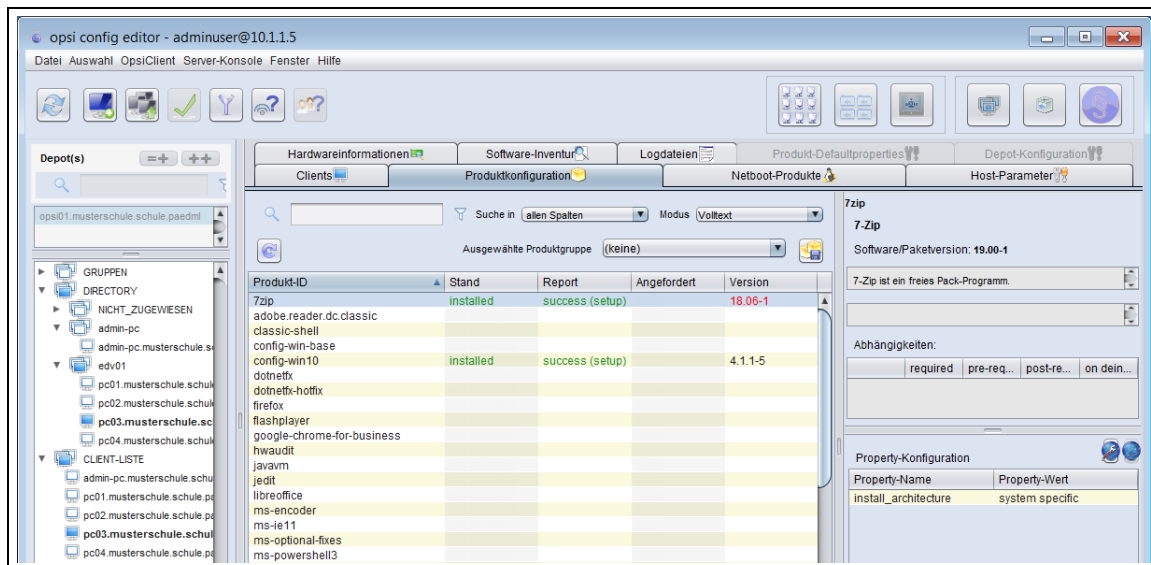 opsi config editor - adminuser@10.1.1.5
Datei Auswahl OpsiClient Server-Konsole Fenster Hilfe
Depot(s)
opsi01.musterschule.schule.paedml
GRUPPEN
DIRECTORY
NICHT_ZUGEWIESEN
admin-pc
admin-pc.musterschule.s
edv01
pc01.musterschule.schul
pc02.musterschule.schul
pc03.musterschule.sc
pc04.musterschule.schul
CLIENT-LISTE
admin-pc.musterschule.schu
pc01.musterschule.schule.pa
pc02.musterschule.schule.pa
pc03.musterschule.schul
pc04.musterschule.schule.pa
Hardwareinformationen Software-Inventur Logdateien Produkt-Defaultproperties Depot-Konfiguration
Clients Produktkonfiguration Netboot-Produkte Host-Parameter
Suche in allen Spalten Modus Volltext
Ausgewählte Produktgruppe (keine)
Produkt-ID Stand Report Angefordert Version
7zip installed success (setup) 18.06-1
adobe.reader.dc.classic
classic-shell
config-win-base
config-win10 installed success (setup) 4.1.1-5
dotnetfx
dotnetfx-hotfix
firefox
flashplayer
google-chrome-for-business
hwaudit
javavm
jedit
libreoffice
ms-encoder
ms-ie11
ms-optional-fixes
ms-powershell3
7zip
7-Zip
Software/Paketversion: 19.00-1
7-Zip ist ein freies Pack-Programm.
Abhängigkeiten:
required pre-req... post-re... on dein...
Property-Konfiguration
Property-Name Property-Wert
install_architecture system specific